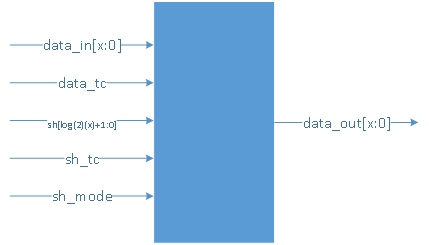 data_in[x:0]
data_tc
sh[log(2)(x)+1:0]
sh_tc
sh_mode
data_out[x:0]